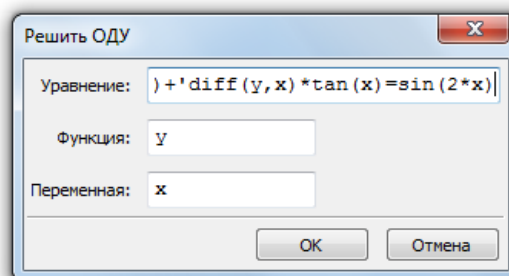 Решить ОДУ
Уравнение: )+'diff(y,x)*tan(x)=sin(2*x)
Функция: y
Переменная: x
OK Отмена